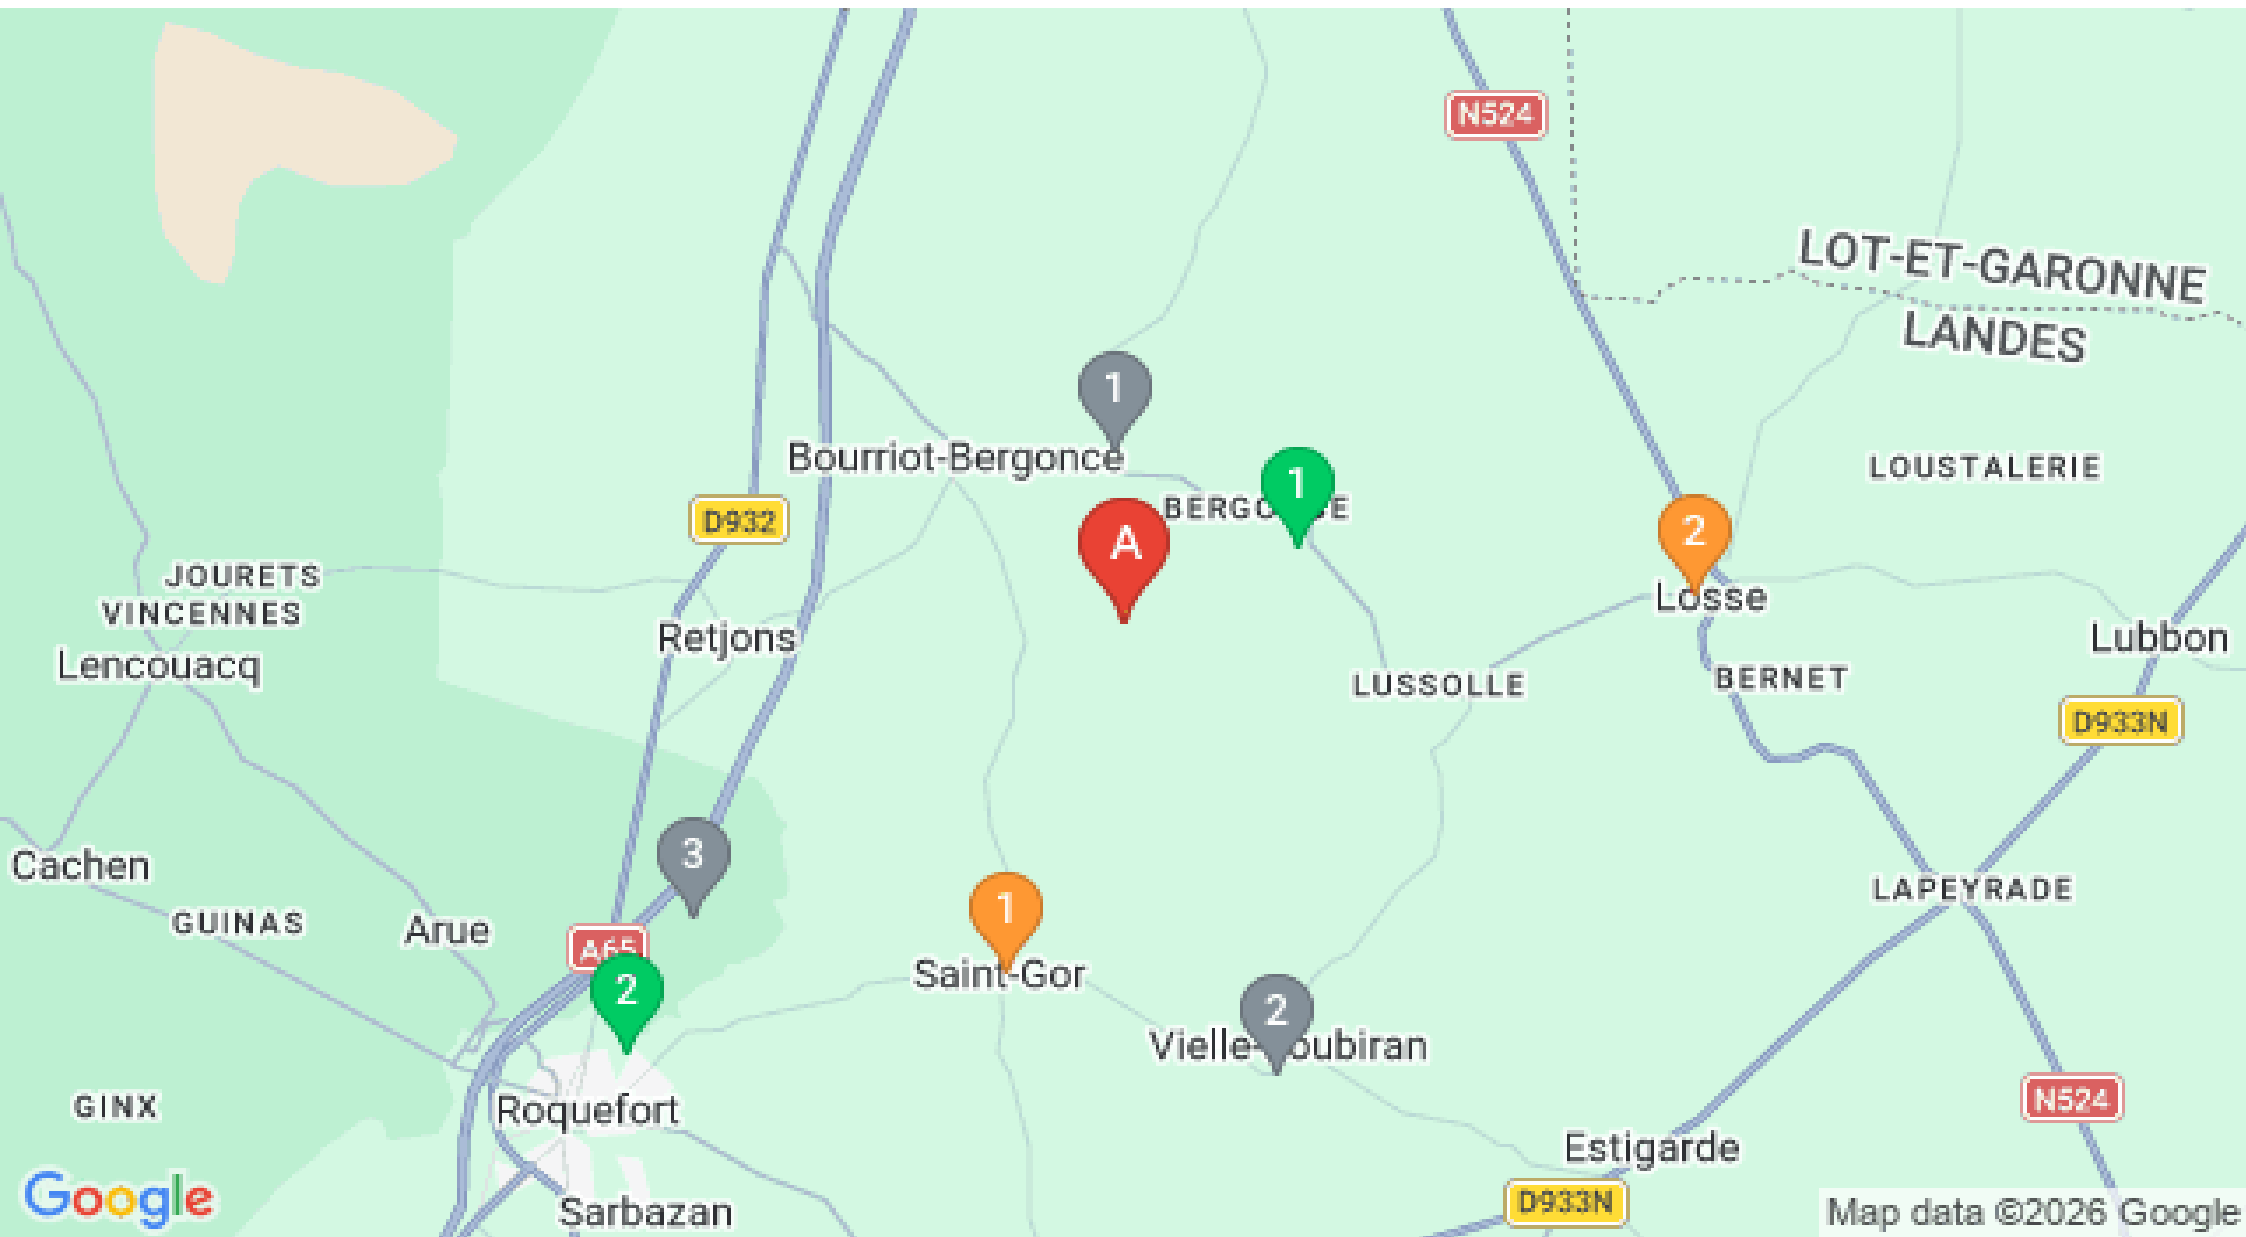 N524
LOT-ET-GARONNE
LANDES
1
Bourriot-Bergonce
LOUSTALERIE
1
D932
2
A
JOURETS
VINCENNES
Losse
Retjons
Lubbon
Lencouacq
LUSSOLLE
BERNET
D933N
3
Cachen
LAPEYRADE
1
GUINAS
Arue
A65
Saint-Gor
2
2
GINX
N524
Roquefort
Estigarde
Google
Sarbazan
D933N
Map data ©2026 Google